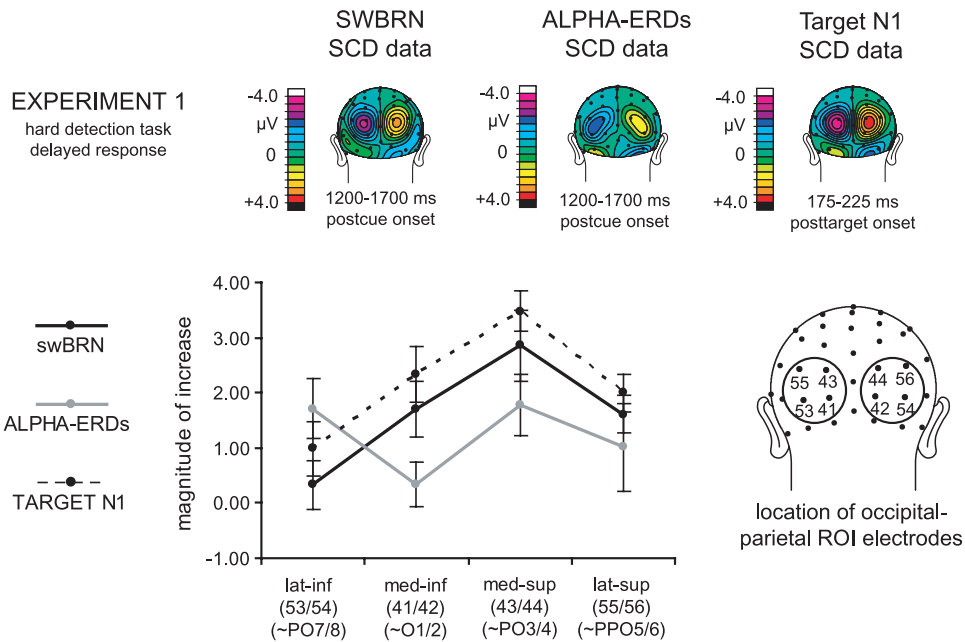 SWBRN
SCD data
ALPHA-ERDs
SCD data
Target N1
SCD data
EXPERIMENT 1
hard detection task
delayed response
-4.0
µV
0
+4.0
1200-1700 ms
postcue onset
-4.0
µV
0
+4.0
1200-1700 ms
postcue onset
-4.0
µV
0
+4.0
175-225 ms
posttarget onset
swBRN
ALPHA-ERDs
TARGET N1
magnitude of increase
4.00
3.00
2.00
1.00
0.00
-1.00
lat-inf
(53/54)
(~PO7/8)
med-inf
(41/42)
(~O1/2)
med-sup
(43/44)
(~PO3/4)
lat-sup
(55/56)
(~PPO5/6)
55 43 44 56
53 41 42 54
location of occipital-
parietal ROI electrodes